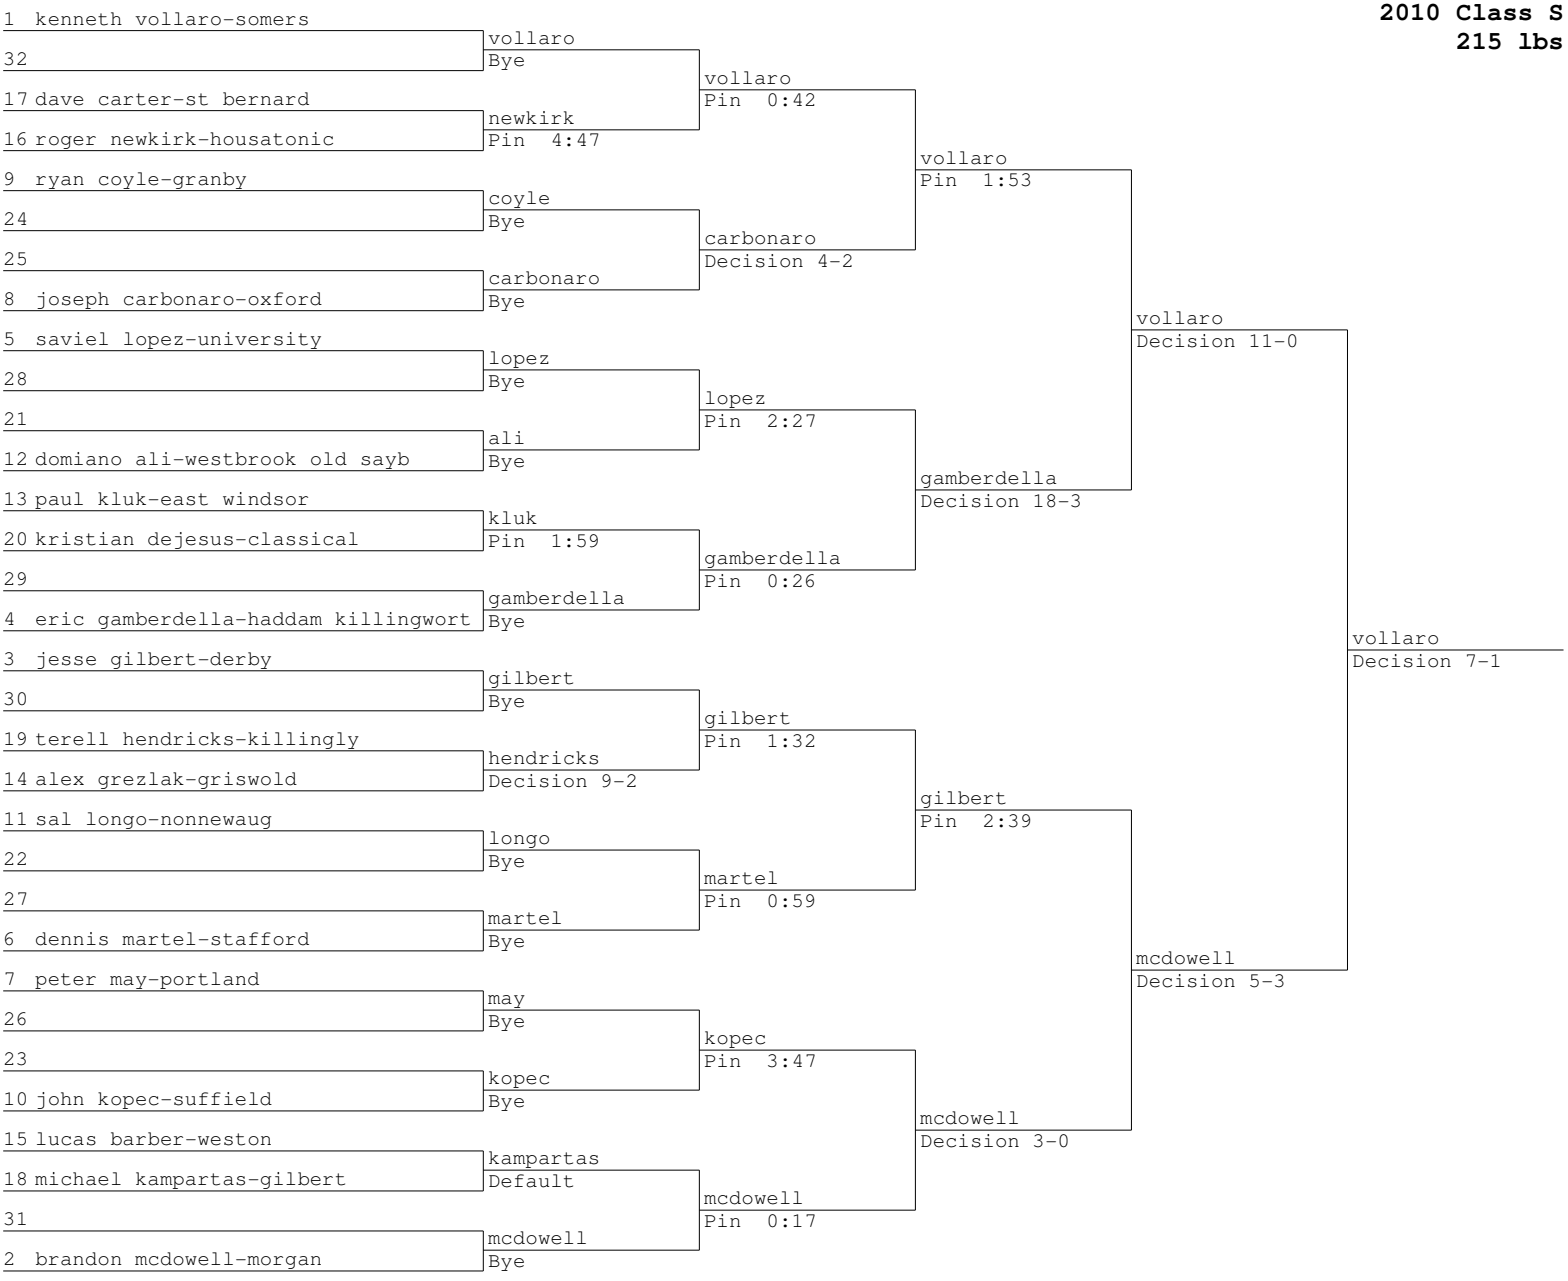 2010 Class S
215 lbs
1 kenneth vollaro-somers
32
17 dave carter-st bernard
16 roger newkirk-housatonic
9 ryan coyle-granby
24
25
8 joseph carbonaro-oxford
5 saviel lopez-university
28
21
12 domiano ali-westbrook old sayb
13 paul kluk-east windsor
20 kristian dejesus-classical
29
4 eric gamberdella-haddam killingwort
3 jesse gilbert-derby
30
19 terell hendricks-killingly
14 alex grezlak-griswold
11 sal longo-nonnewaug
22
27
6 dennis martel-stafford
7 peter may-portland
26
23
10 john kopec-suffield
15 lucas barber-weston
18 michael kampartas-gilbert
31
2 brandon mcdowell-morgan
vollaro
Bye
newkirk
Pin 4:47
coyle
Bye
carbonaro
Bye
lopez
Bye
ali
Bye
kluk
Pin 1:59
gamberdella
Bye
gilbert
Bye
hendricks
Decision 9-2
longo
Bye
martel
Bye
may
Bye
kopec
Bye
kampartas
Default
mcdowell
Bye
vollaro
Pin 0:42
carbonaro
Decision 4-2
lopez
Pin 2:27
gamberdella
Pin 0:26
gilbert
Pin 1:32
martel
Pin 0:59
kopec
Pin 3:47
mcdowell
Pin 0:17
vollaro
Pin 1:53
gamberdella
Decision 18-3
gilbert
Pin 2:39
mcdowell
Decision 3-0
vollaro
Decision 11-0
mcdowell
Decision 5-3
vollaro
Decision 7-1